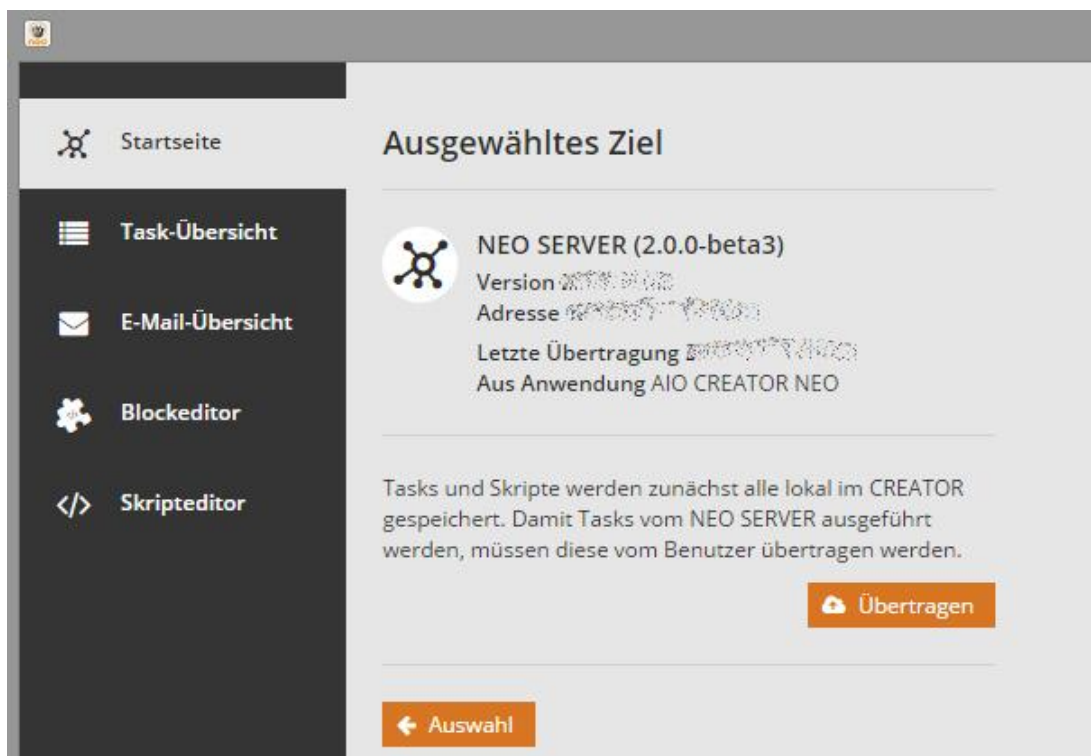 neo
Startseite
Task-Übersicht
E-Mail-Übersicht
Blockeditor
Skripteditor
Ausgewähltes Ziel
NEO SERVER (2.0.0-beta3)
Version
Adresse
Letzte Übertragung
Aus Anwendung AIO CREATOR NEO
Tasks und Skripte werden zunächst alle lokal im CREATOR
gespeichert. Damit Tasks vom NEO SERVER ausgeführt
werden, müssen diese vom Benutzer übertragen werden.
Übertragen
Auswahl